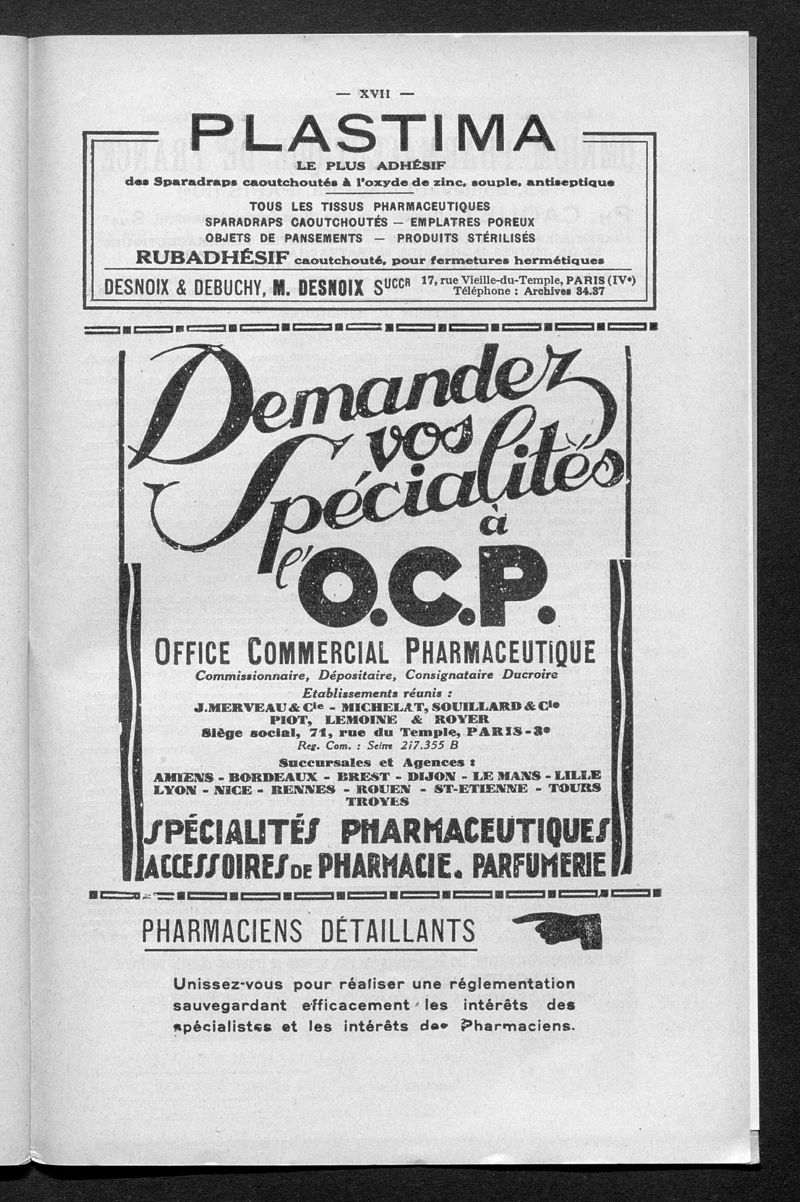 — XVII —
PLASTIMA
LE PLUS ADHÉSIF
des Sparadraps caoutchoutés à l'oxyde de zinc, souple, antiseptique
TOUS LES TISSUS PHARMACEUTIQUES
SPARADRAPS CAOUTCHOUTÉS — EMPLATRES POREUX
OBJETS DE PANSEMENTS — PRODUITS STÉRILISÉS
RUBADHÉSIF caoutchouté, pour fermetures hermétiques
DESNOIX & DEBUCHY, M. DESNOIX SUCCR 17, rue Vieille-du-Temple, PARIS (IVe)
Téléphone : Archives 34.37
Demandez
vos
Spécialités
à
l'O.C.P.
OFFICE COMMERCIAL PHARMACEUTIQUE
Commissionnaire, Dépositaire, Consignataire Ducroire
Etablissements réunis :
J. MERVEAU & Cie - MICHELAT, SOUILLARD & Cie
PIOT, LEMOINE & ROYER
Siège social, 71, rue du Temple, PARIS-3e
Reg. Com. : Seine 217.355 B
Succursales et Agences :
AMIENS - BORDEAUX - BREST - DIJON - LE MANS - LILLE
LYON - NICE - RENNES - ROUEN - ST-ETIENNE - TOURS
TROYES
SPÉCIALITÉS PHARMACEUTIQUES
ACCESSOIRES DE PHARMACIE. PARFUMERIE
PHARMACIENS DÉTAILLANTS
Unissez-vous pour réaliser une réglementation
sauvegardant efficacement les intérêts des
spécialistes et les intérêts des Pharmaciens.